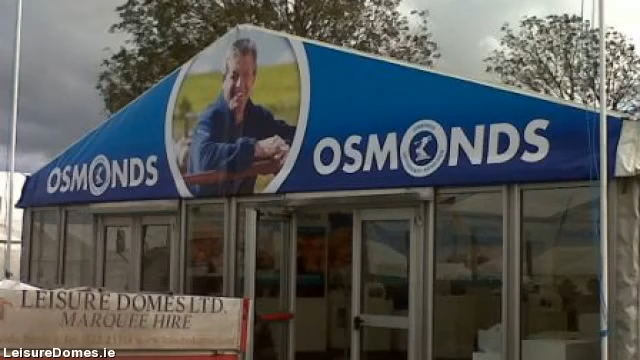 OSMONDS
OSMONDS
LEISURE DOMES LTD.
MARQUEE HIRE
LeisureDomes.ie